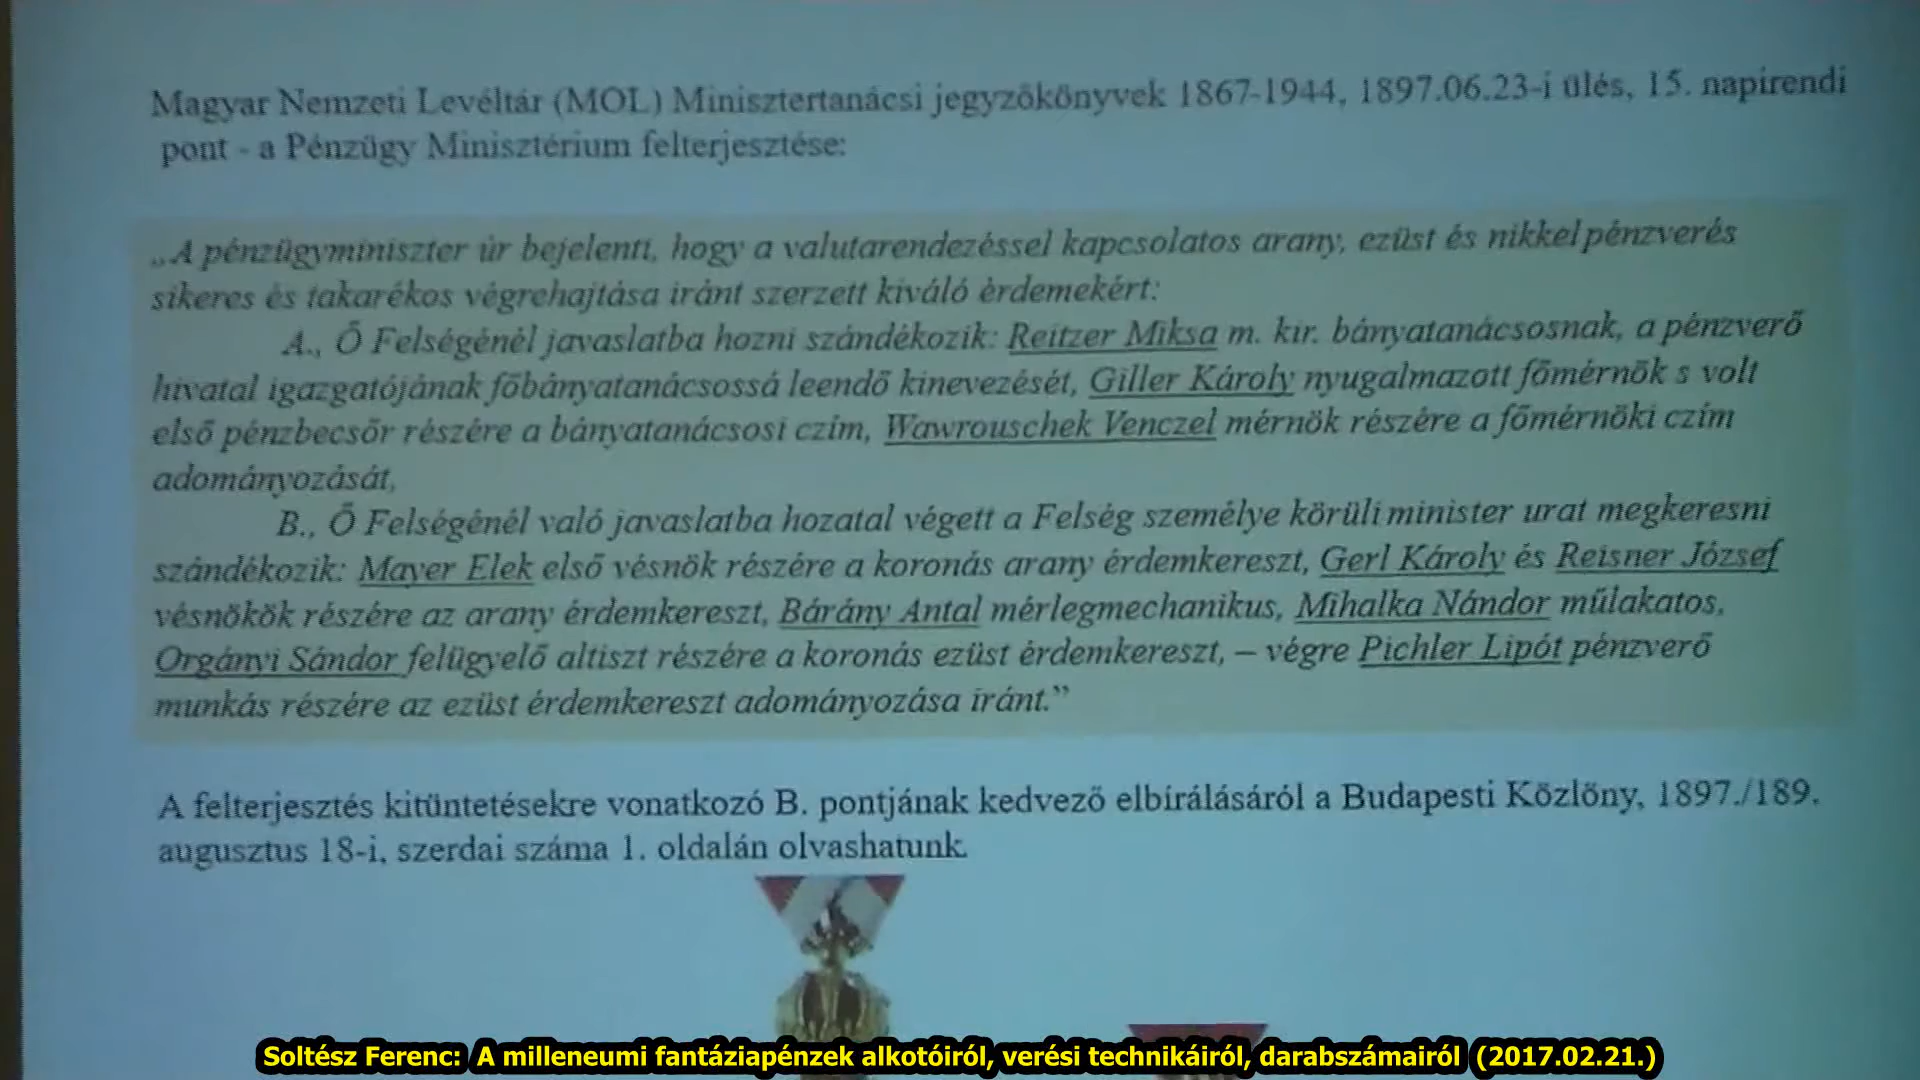 Magyar Nemzeti Levéltár (MOL) Minisztertanácsi jegyzőkönyvek 1867-1944, 1897.06.23-i ülés, 15. napirendi
pont - a Pénzügy Minisztérium felterjesztése:
„A pénzügyminiszter úr bejelenti, hogy a valutarendezéssel kapcsolatos arany, ezüst és nikkel pénzverés
sikeres és takarékos végrehajtása iránt szerzett kiváló érdemekért:
A., Ő Felségénél javaslatba hozni szándékozik: Reitzer Miksa m. kir. bányatanácsosnak, a pénzverő
hivatal igazgatójának főbányatanácsossá leendő kinevezését, Giller Károly nyugalmazott főmérnök s volt
első pénzbecsőr részére a bányatanácsosi czím, Wawrouschek Venczel mérnök részére a főmérnöki czím
adományozását,
B., Ő Felségénél való javaslatba hozatal végett a Felség személye körüli minister urat megkeresni
szándékozik: Mayer Elek első vésnök részére a koronás arany érdemkereszt, Gerl Károly és Reisner József
vésnökök részére az arany érdemkereszt, Bárány Antal mérlegmechanikus, Mihalka Nándor műlakatos,
Orgányi Sándor felügyelő altiszt részére a koronás ezüst érdemkereszt, – végre Pichler Lipót pénzverő
munkás részére az ezüst érdemkereszt adományozása iránt.”
A felterjesztés kitüntetésekre vonatkozó B. pontjának kedvező elbírálásáról a Budapesti Közlöny, 1897./189.
augusztus 18-i, szerdai száma 1. oldalán olvashatunk.
Soltész Ferenc: A milleneumi fantáziapénzek alkotóiról, verési technikáiról, darabszámairól (2017.02.21.)